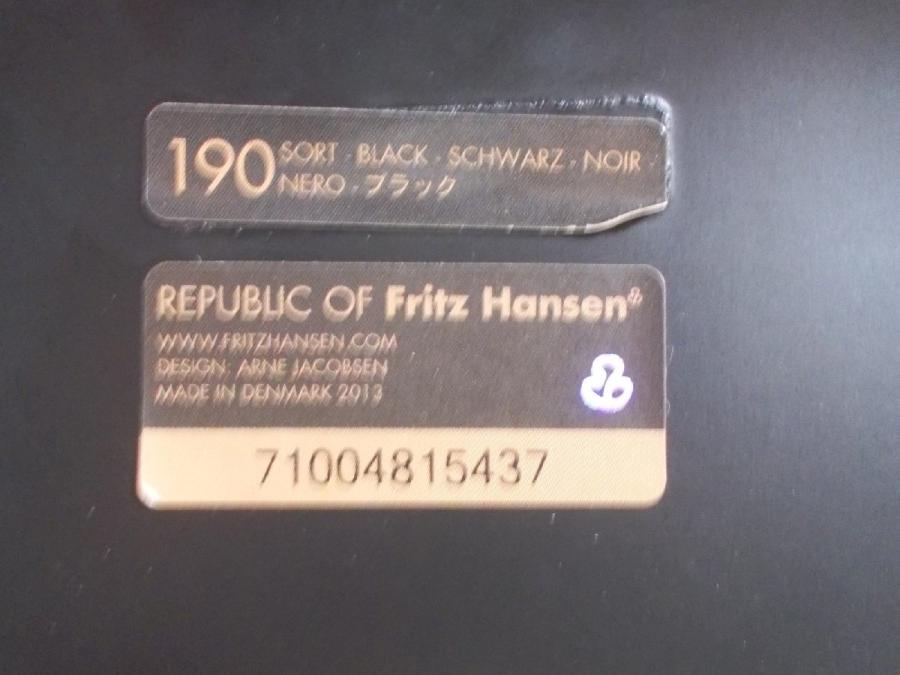 190 SORT · BLACK · SCHWARZ · NOIR ·
NERO · ブラック
REPUBLIC OF Fritz Hansen
WWW.FRITZHANSEN.COM
DESIGN: ARNE JACOBSEN
MADE IN DENMARK 2013
71004815437